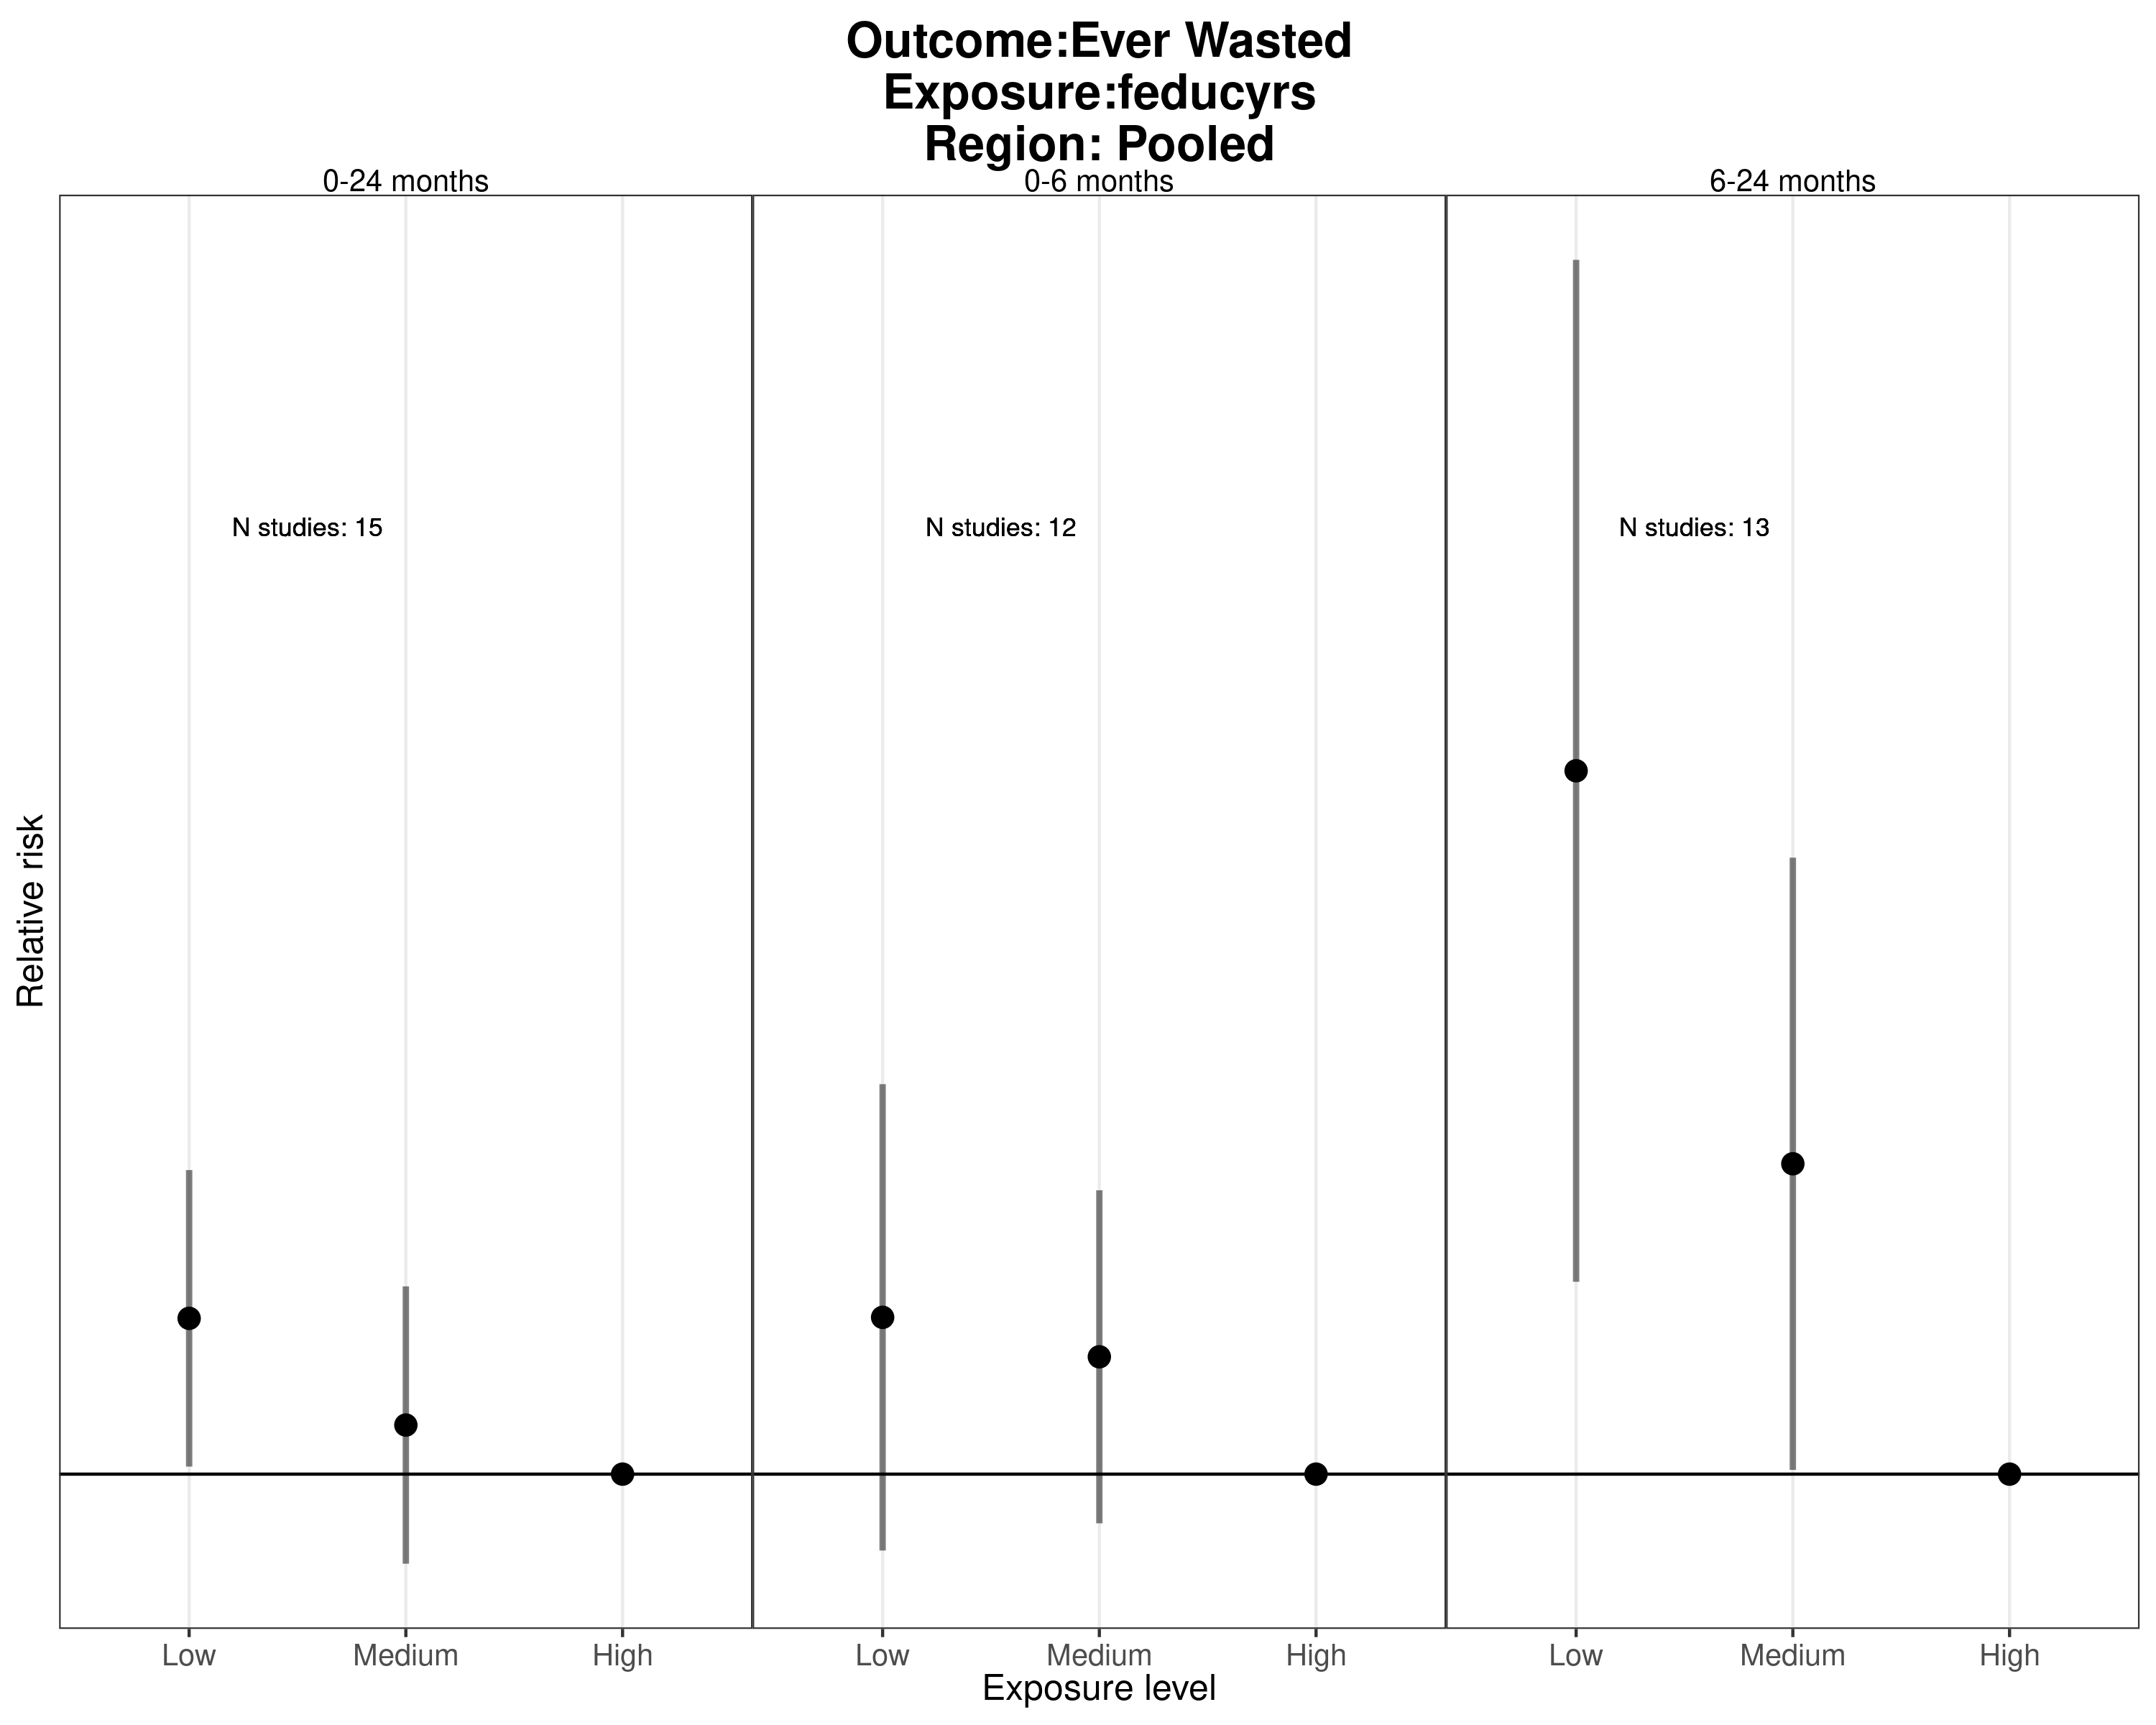 Outcome:Ever Wasted
Exposure:feducyrs
Region: Pooled
0-24 months
0-6 months
6-24 months
N studies: 15
N studies: 12
N studies: 13
Relative risk
Low
Medium
High
Low
Medium
High
Low
Medium
High
Exposure level